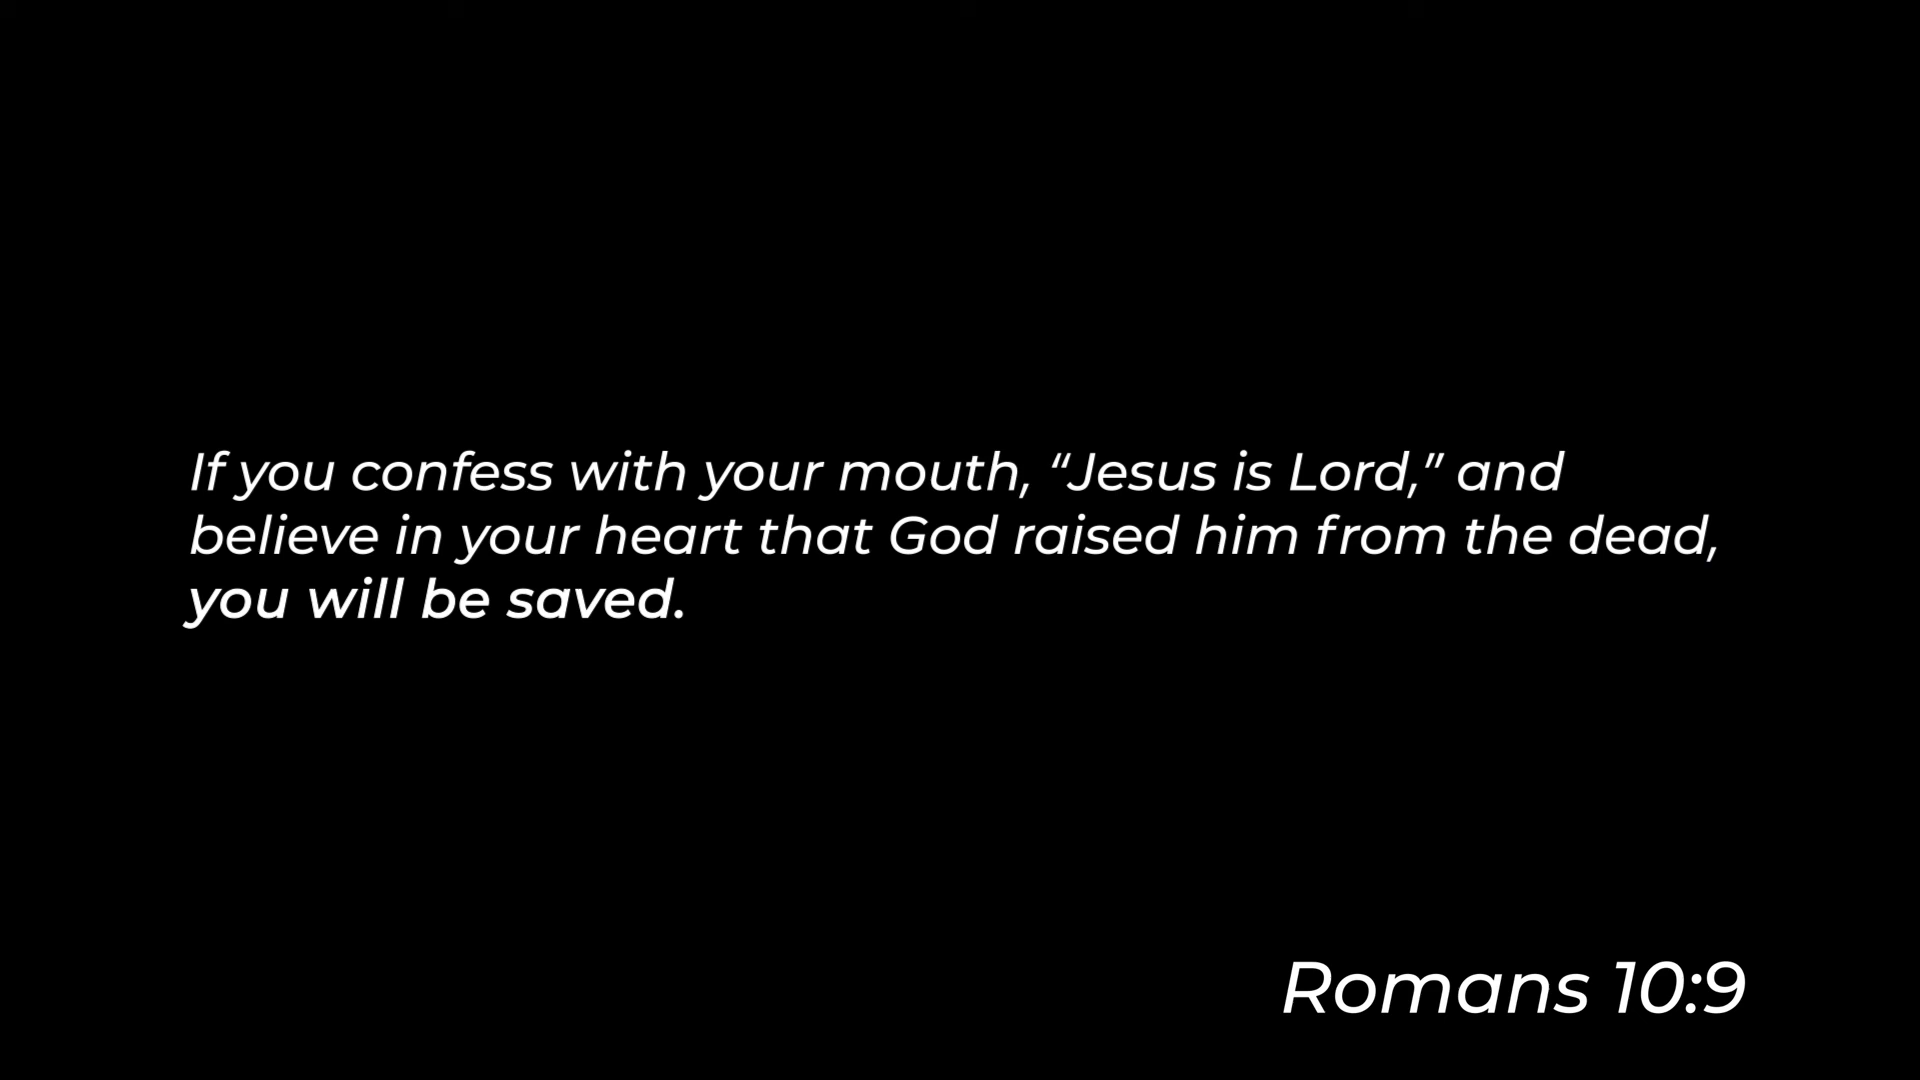 If you confess with your mouth, “Jesus is Lord,” and
believe in your heart that God raised him from the dead,
you will be saved.
Romans 10:9